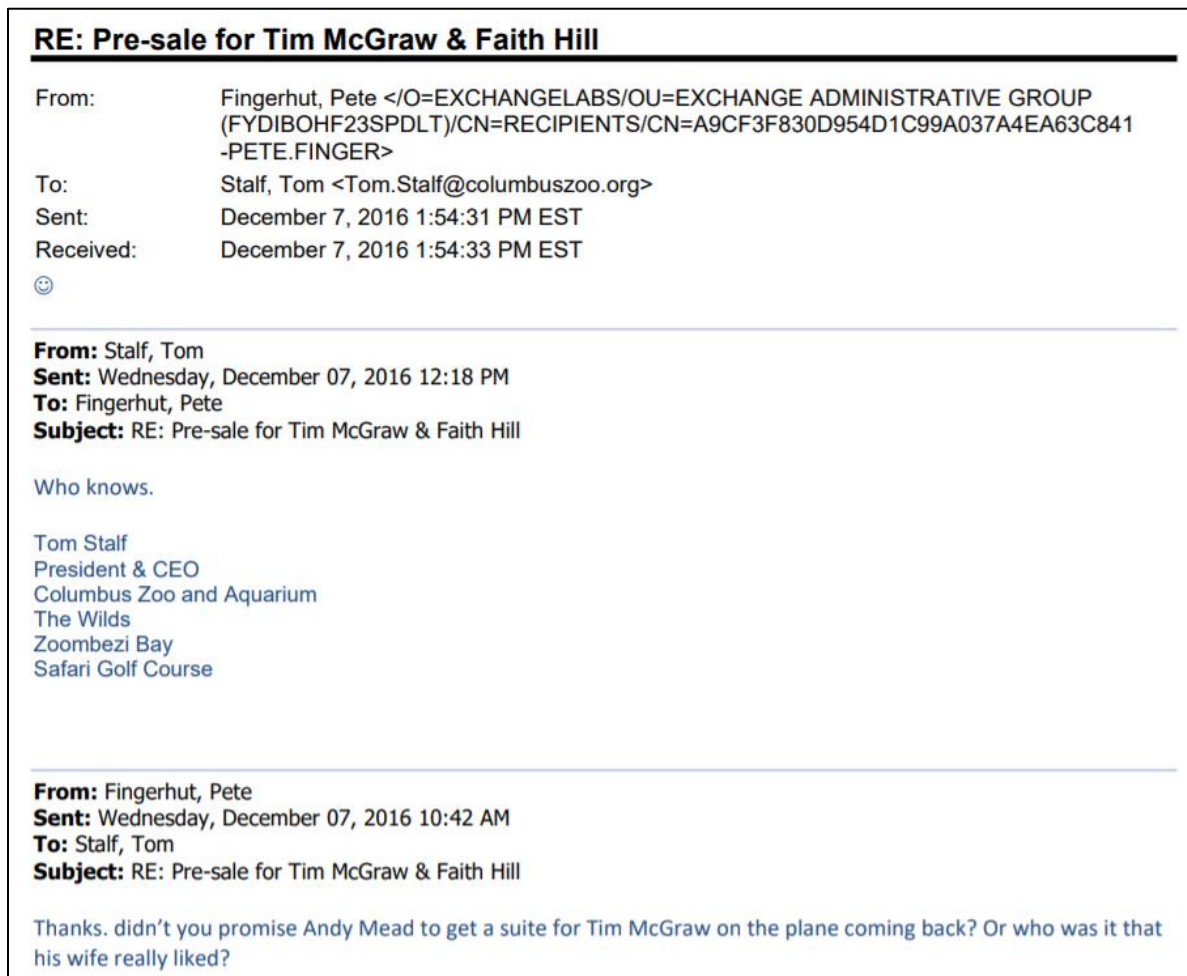 RE: Pre-sale for Tim McGraw & Faith Hill
From: Fingerhut, Pete </O=EXCHANGELABS/OU=EXCHANGE ADMINISTRATIVE GROUP
(FYDIBOHF23SPDLT)/CN=RECIPIENTS/CN=A9CF3F830D954D1C99A037A4EA63C841
-PETE.FINGER>
To: Stalf, Tom <Tom.Stalf@columbuszoo.org>
Sent: December 7, 2016 1:54:31 PM EST
Received: December 7, 2016 1:54:33 PM EST
☺
From: Stalf, Tom
Sent: Wednesday, December 07, 2016 12:18 PM
To: Fingerhut, Pete
Subject: RE: Pre-sale for Tim McGraw & Faith Hill
Who knows.
Tom Stalf
President & CEO
Columbus Zoo and Aquarium
The Wilds
Zoombezi Bay
Safari Golf Course
From: Fingerhut, Pete
Sent: Wednesday, December 07, 2016 10:42 AM
To: Stalf, Tom
Subject: RE: Pre-sale for Tim McGraw & Faith Hill
Thanks. didn't you promise Andy Mead to get a suite for Tim McGraw on the plane coming back? Or who was it that
his wife really liked?